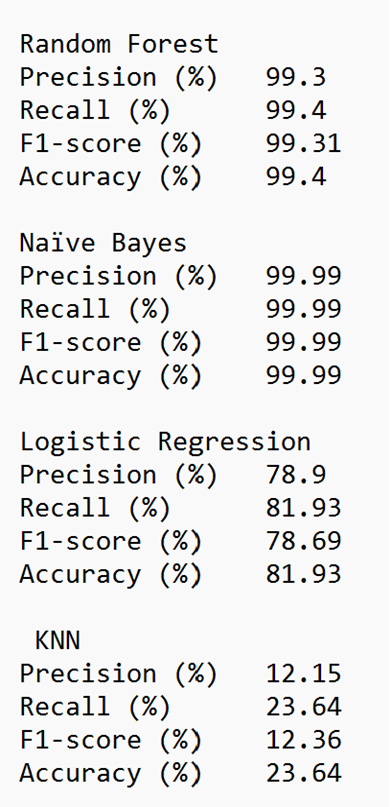 Random Forest
Precision (%) 99.3
Recall (%) 99.4
F1-score (%) 99.31
Accuracy (%) 99.4
Naïve Bayes
Precision (%) 99.99
Recall (%) 99.99
F1-score (%) 99.99
Accuracy (%) 99.99
Logistic Regression
Precision (%) 78.9
Recall (%) 81.93
F1-score (%) 78.69
Accuracy (%) 81.93
KNN
Precision (%) 12.15
Recall (%) 23.64
F1-score (%) 12.36
Accuracy (%) 23.64